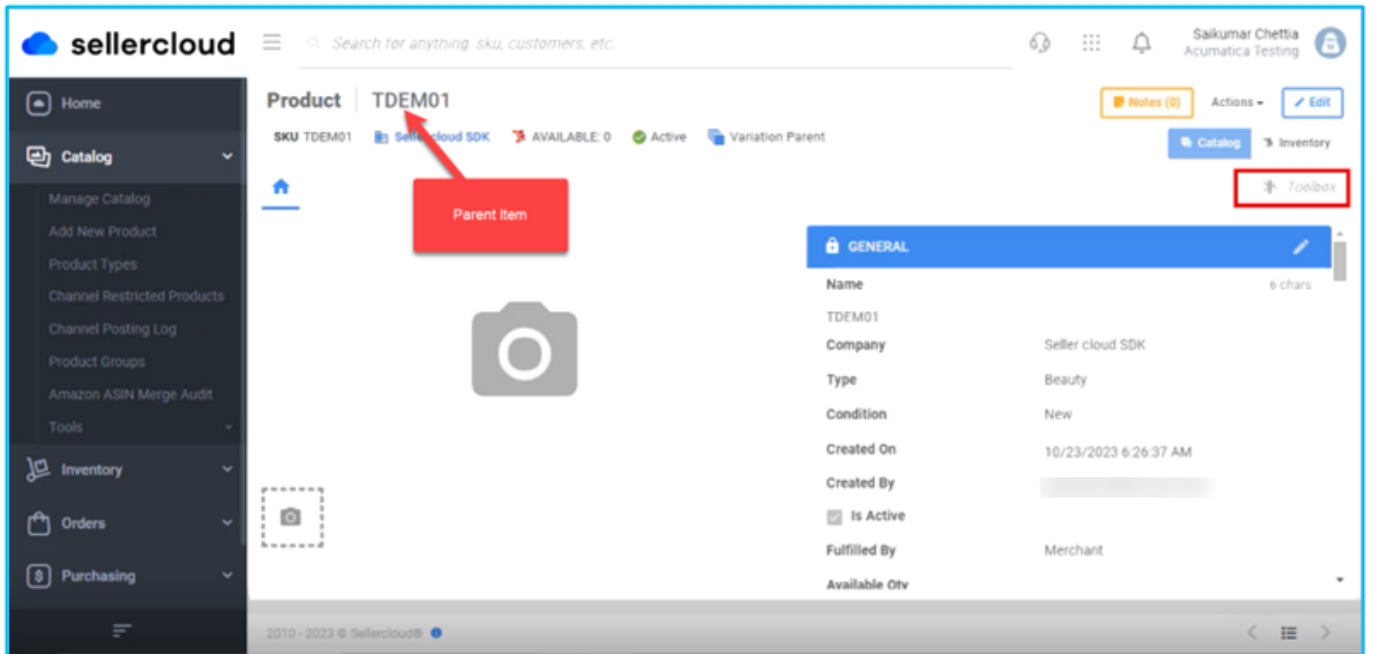 sellercloud
Search for anything. sku, customers, etc.
Saikumar Chettia
Acumatica Testing
Home
Catalog
Manage Catalog
Add New Product
Product Types
Channel Restricted Products
Channel Posting Log
Product Groups
Amazon ASIN Merge Audit
Tools
Inventory
Orders
Purchasing
Product TDEM01
Notes (0) Actions Edit
SKU TDEM01 Seller cloud SDK AVAILABLE: 0 Active Variation Parent
Catalog Inventory
Toolbox
Parent Item
GENERAL
Name 6 chars
TDEM01
Company Seller cloud SDK
Type Beauty
Condition New
Created On 10/23/2023 6:26:37 AM
Created By
Is Active
Fulfilled By Merchant
Available Qty
2010 - 2023 © Sellercloud®